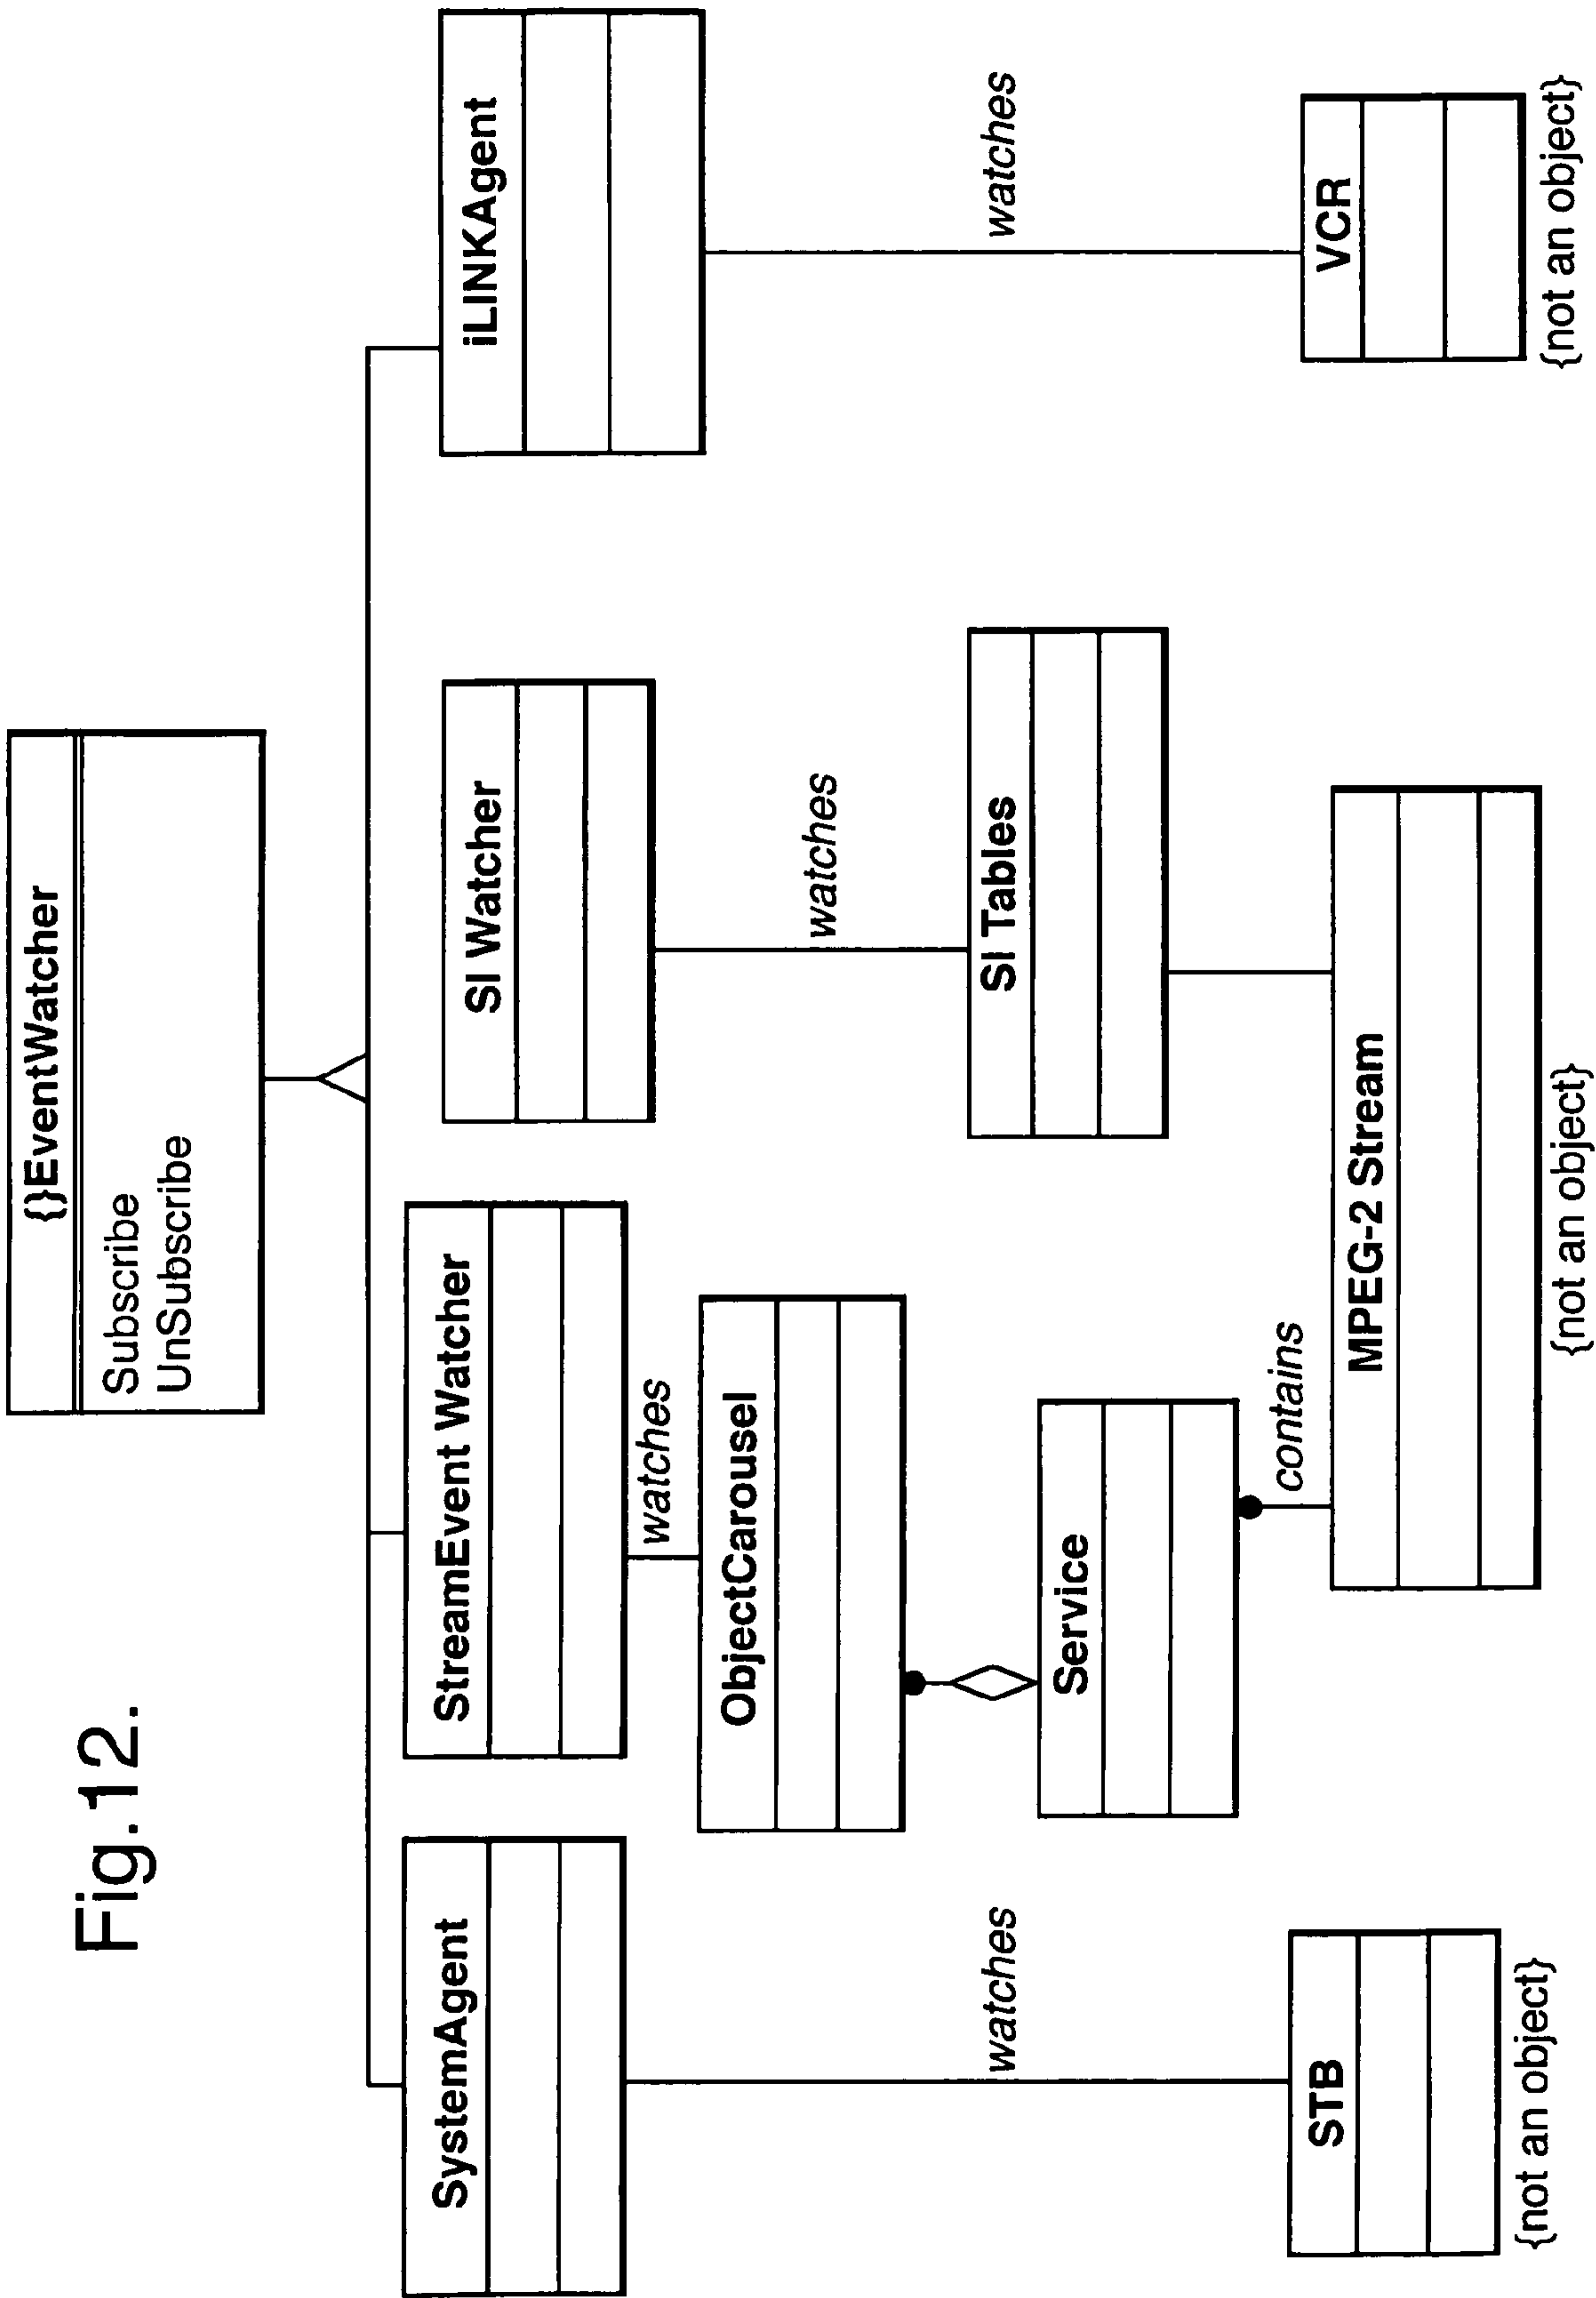 Fig.12.
{}EventWatcher
Subscribe
UnSubscribe
SystemAgent
StreamEvent Watcher
SI Watcher
iLINKAgent
watches
ObjectCarousel
watches
SI Tables
watches
watches
Service
contains
STB
{not an object}
MPEG-2 Stream
{not an object}
VCR
{not an object}